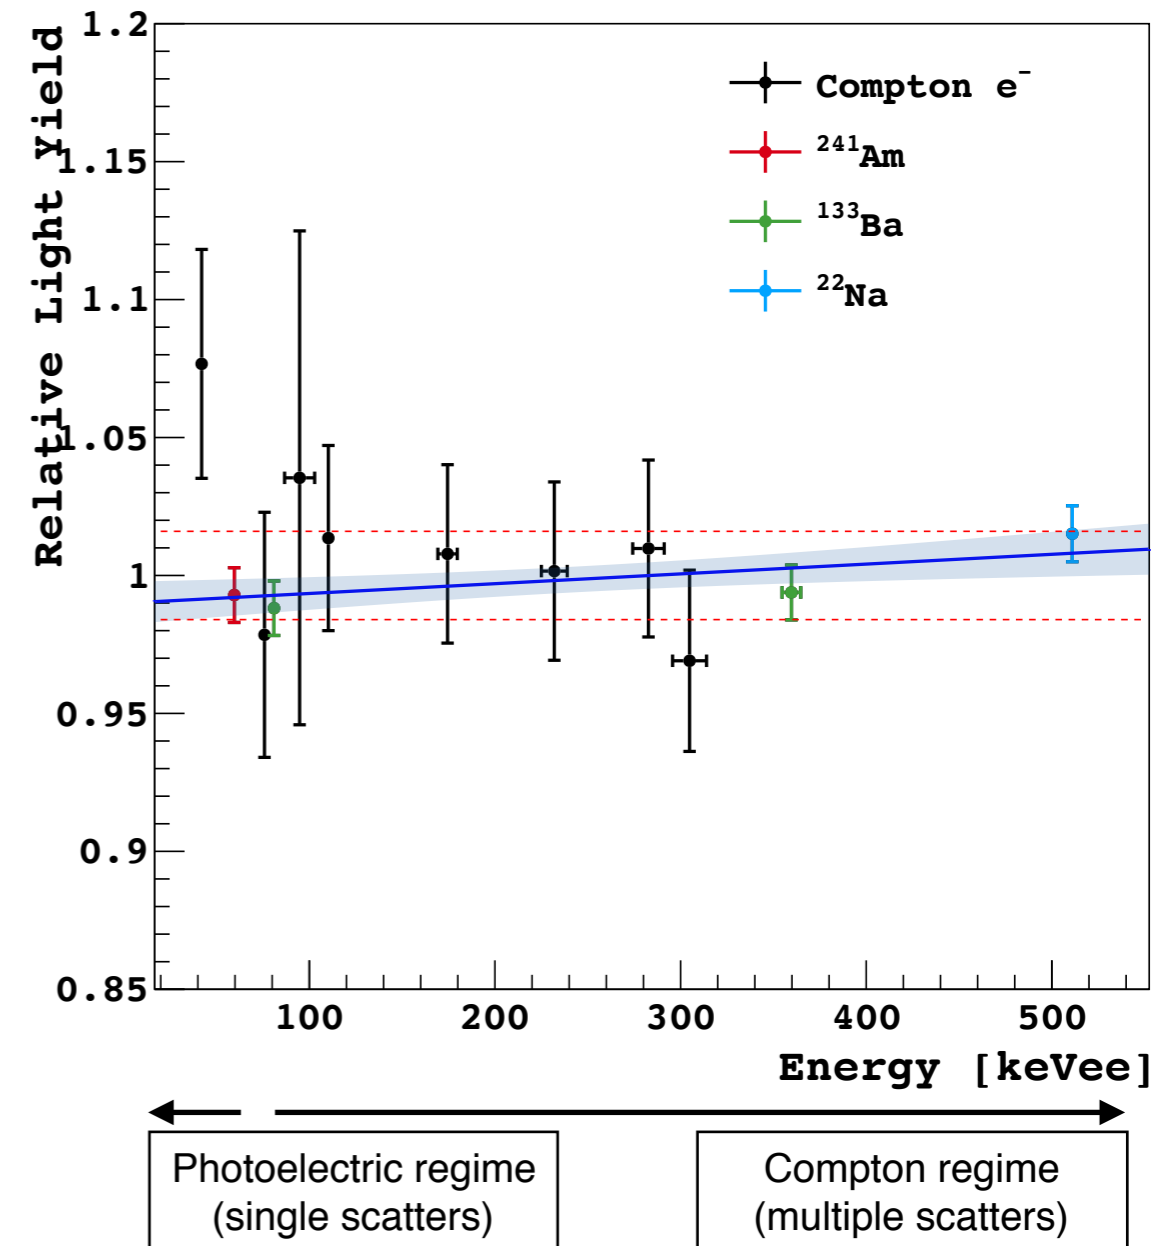 Relative Light Yield
1.2
1.15
1.1
1.05
1
0.95
0.9
0.85
Compton e⁻
²⁴¹Am
¹³³Ba
²²Na
100 200 300 400 500
Energy [keVee]
Photoelectric regime
(single scatters)
Compton regime
(multiple scatters)